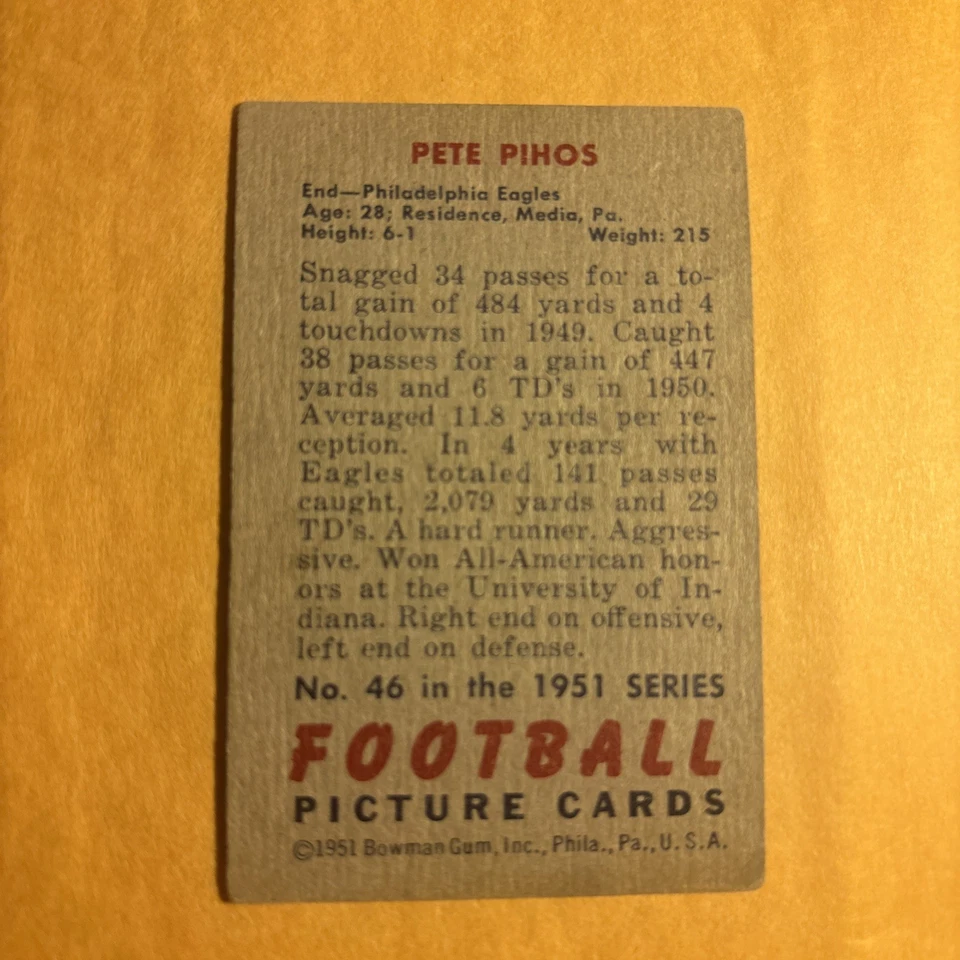 PETE PIHOS
End—Philadelphia Eagles
Age: 28; Residence, Media, Pa.
Height: 6-1 Weight: 215
Snagged 34 passes for a to-
tal gain of 484 yards and 4
touchdowns in 1949. Caught
38 passes for a gain of 447
yards and 6 TD's in 1950.
Averaged 11.8 yards per re-
ception. In 4 years with
Eagles totaled 141 passes
caught, 2,079 yards and 29
TD's. A hard runner. Aggres-
sive. Won All-American hon-
ors at the University of In-
diana. Right end on offensive,
left end on defense.
No. 46 in the 1951 SERIES
FOOTBALL
PICTURE CARDS
©1951 Bowman Gum, Inc., Phila., Pa., U.S.A.